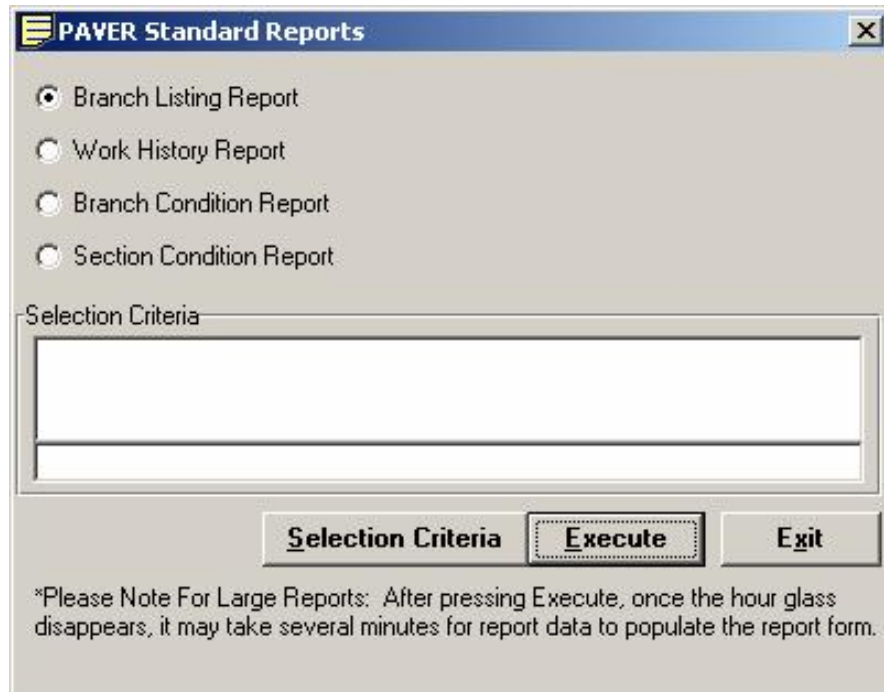 PAVER Standard Reports
Branch Listing Report
Work History Report
Branch Condition Report
Section Condition Report
Selection Criteria
Selection Criteria Execute Exit
*Please Note For Large Reports: After pressing Execute, once the hour glass
disappears, it may take several minutes for report data to populate the report form.